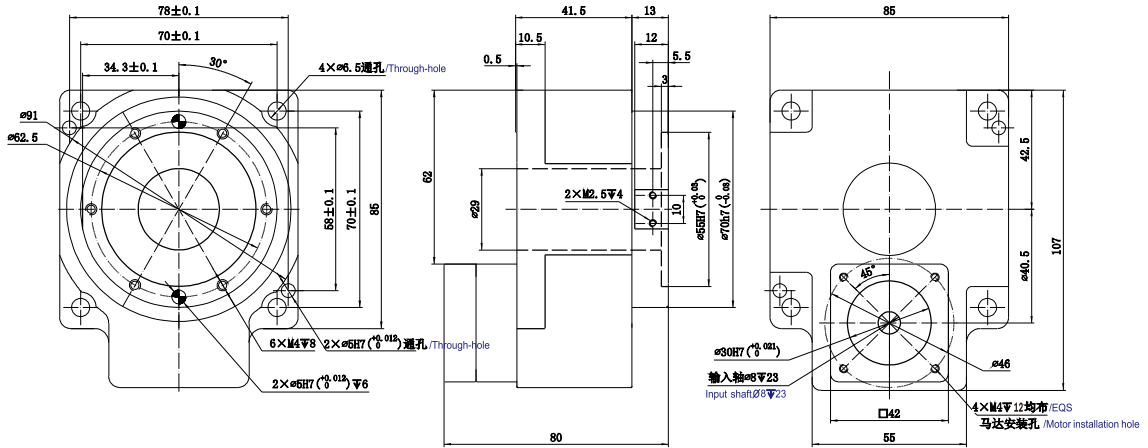 78±0.1
70±0.1
34.3±0.1
30°
4×ø6.5通孔/Through-hole
ø91
ø62.5
58±0.1
70±0.1
85
6×M4↧8
2×ø5H7(+0.012 0)通孔/Through-hole
2×ø5H7(+0.012 0)↧6
41.5
13
10.5
12
0.5
5.5
3
62
ø29
2×M2.5↧4
10
ø55H7(+0.03 0)
ø70h7(0 -0.03)
80
85
42.5
107
ø40.5
45°
ø30H7(+0.021 0)
ø46
输入轴ø8↧23
Input shaftØ8↧23
4×M4↧12均布/EQS
马达安装孔/Motor installation hole
□42
55